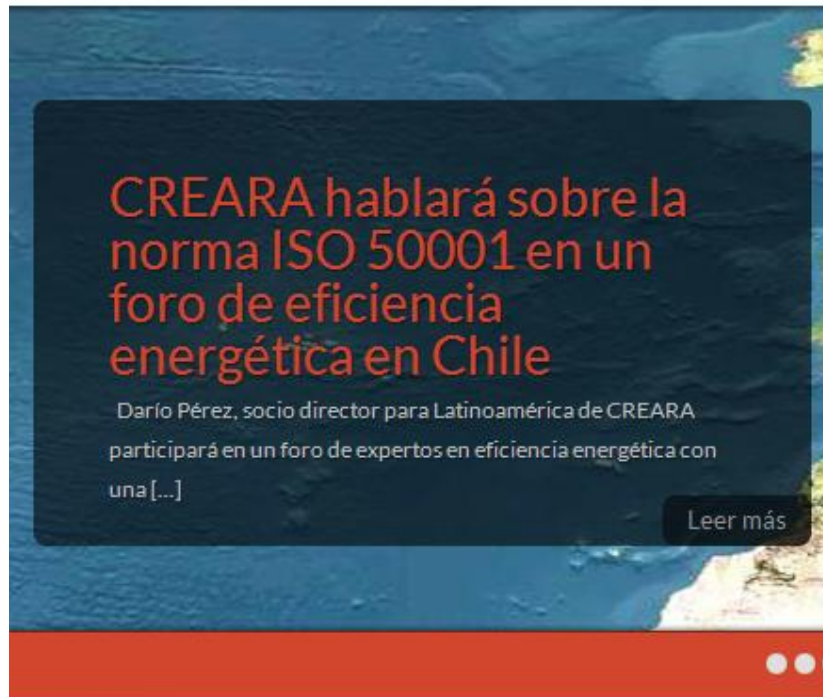 CREARA hablará sobre la
norma ISO 50001 en un
foro de eficiencia
energética en Chile
Darío Pérez, socio director para Latinoamérica de CREARA
participará en un foro de expertos en eficiencia energética con
una [...]
Leer más